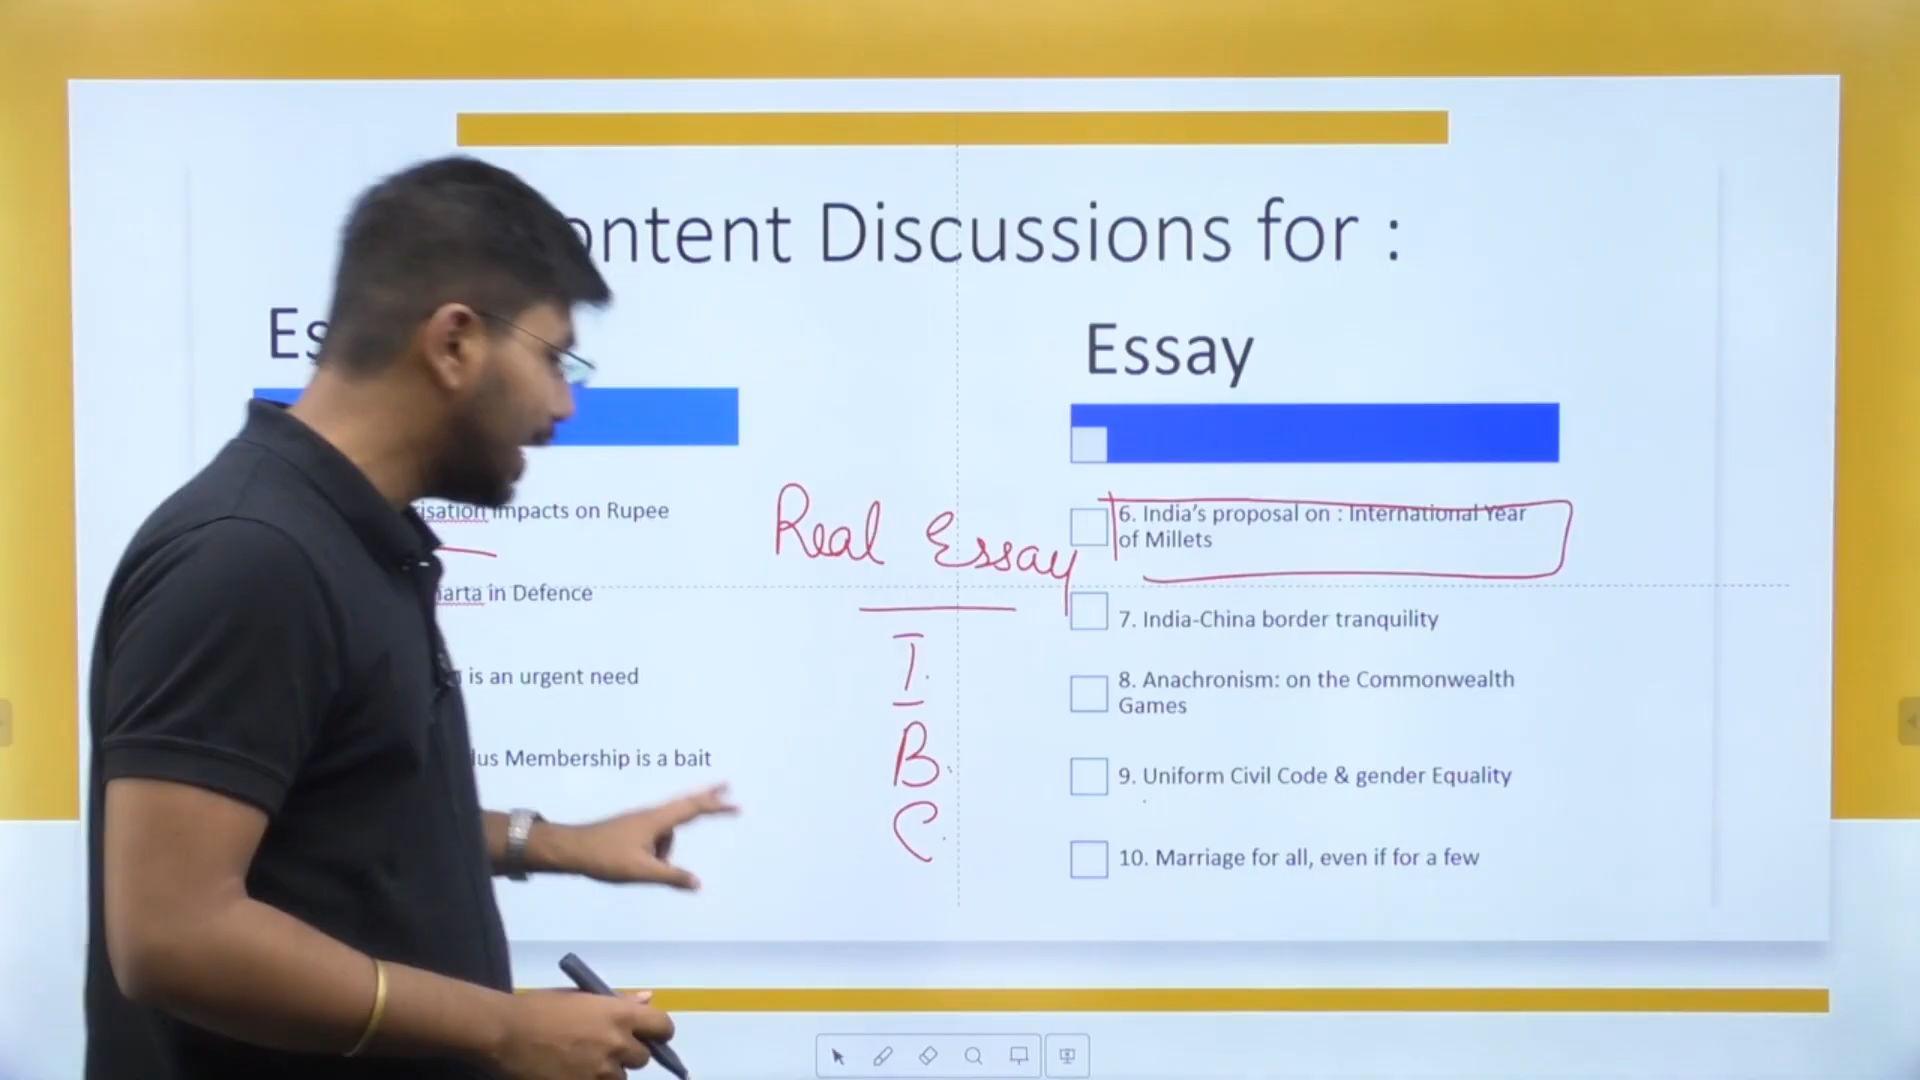 ontent Discussions for :
Es
Essay
isation impacts on Rupee
arta in Defence
is an urgent need
lus Membership is a bait
Real Essay
I.
B.
C.
6. India's proposal on : International Year
of Millets
7. India-China border tranquility
8. Anachronism: on the Commonwealth
Games
9. Uniform Civil Code & gender Equality
10. Marriage for all, even if for a few